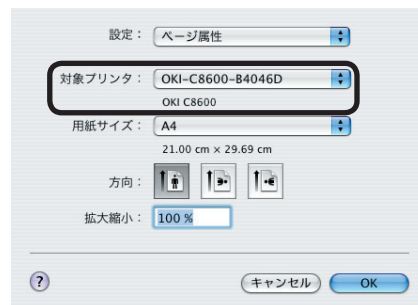 設定： ページ属性
対象プリンタ： OKI-C8600-B4046D
OKI C8600
用紙サイズ： A4
21.00 cm × 29.69 cm
方向：
拡大縮小： 100 %
? キャンセル OK